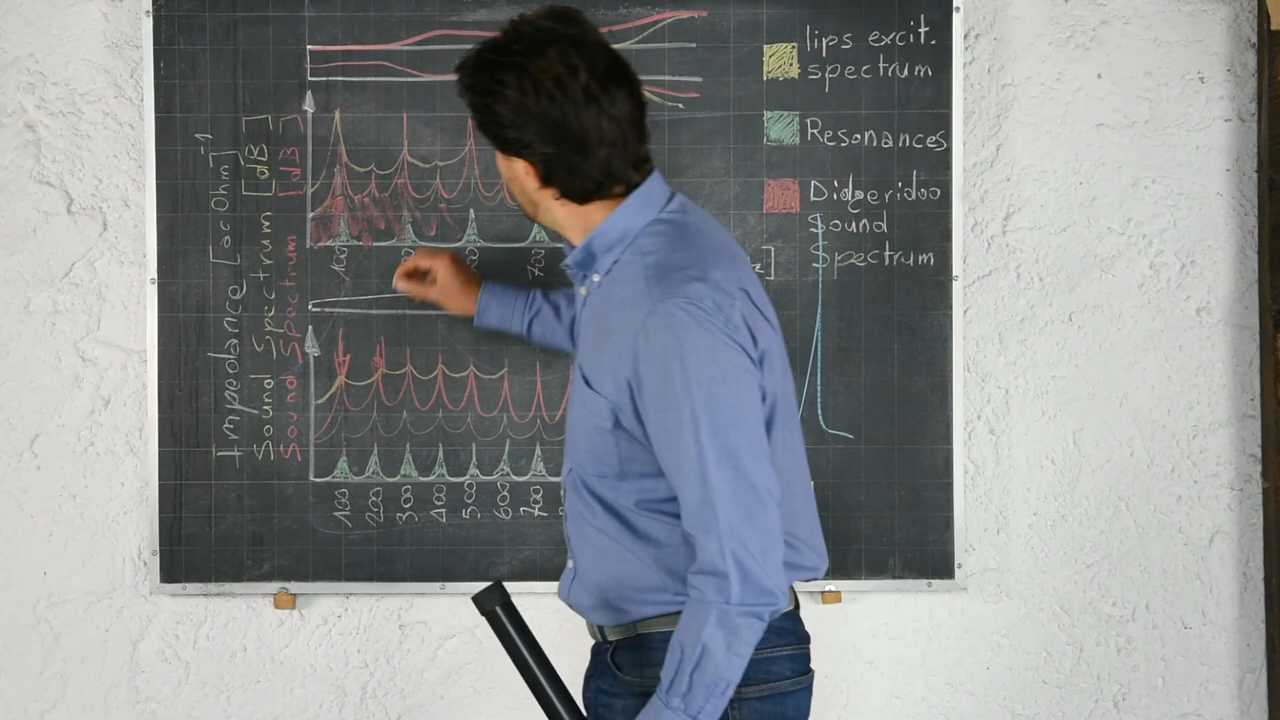 lips excit.
spectrum
Resonances
Didgeridoo
Sound
Spectrum
Impedance [ac Ohm]⁻¹
Sound Spectrum [dB]
Sound Spectrum [dB]
100 700
z]
100 200 300 400 500 600 700